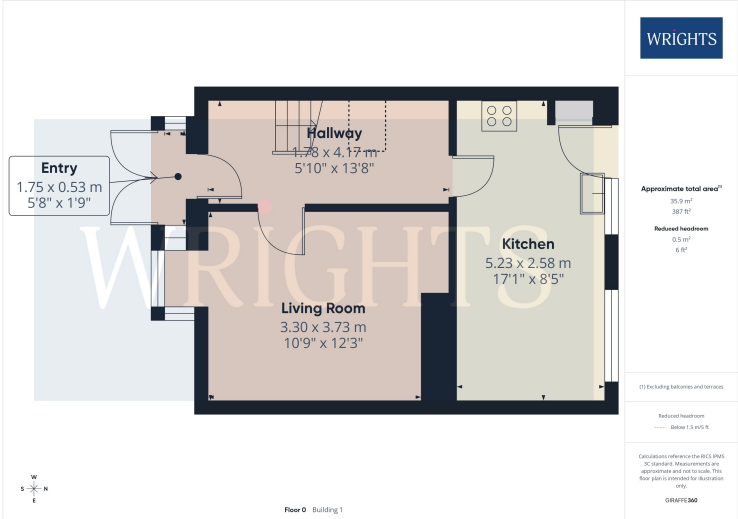 WRIGHTS
Hallway
1.78 x 4.17 m
5'10" x 13'8"
Entry
1.75 x 0.53 m
5'8" x 1'9"
WRIGHTS
Kitchen
5.23 x 2.58 m
17'1" x 8'5"
Living Room
3.30 x 3.73 m
10'9" x 12'3"
Approximate total area(1)
35.9 m²
387 ft²
Reduced headroom
0.5 m²
6 ft²
(1) Excluding balconies and terraces
Reduced headroom
Below 1.5 m/5 ft
Calculations reference the RICS IPMS
3C standard. Measurements are
approximate and not to scale. This
floor plan is intended for illustration
only.
GIRAFFE360
W
S N
E
Floor 0 Building 1